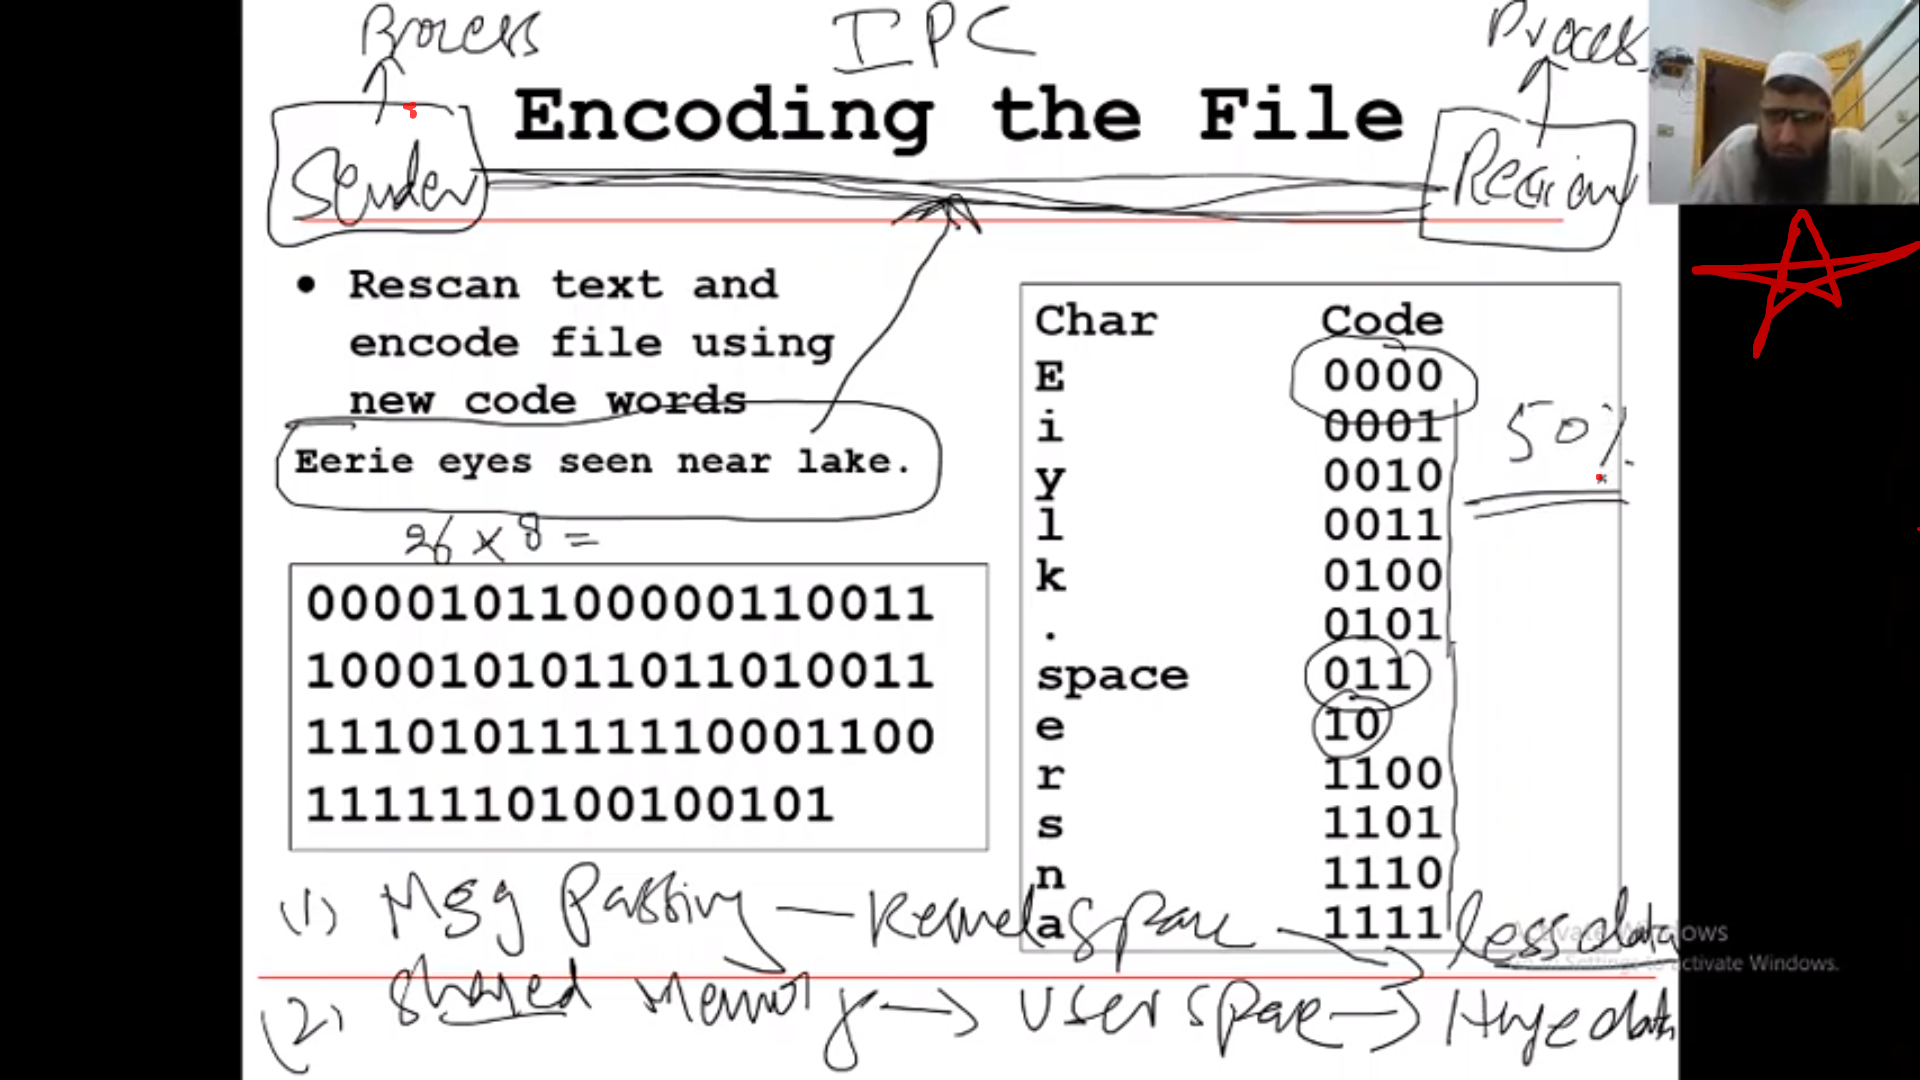 Process IPC Process
Encoding the File
Sender
• Rescan text and
encode file using
new code words
Eerie eyes seen near lake.
26 x 8 =
0000101100000110011
1000101011011010011
1110101111110001100
1111110100100101
Char Code
E 0000
i 0001
y 0010
l 0011
k 0100
. 0101
space 011
e 10
r 1100
s 1101
n 1110
a 1111
50%
(1) Msg Passing — Kernel space → less data
(2) shared memory → user space → Huge data
Activate Windows
Go to Settings to activate Windows.